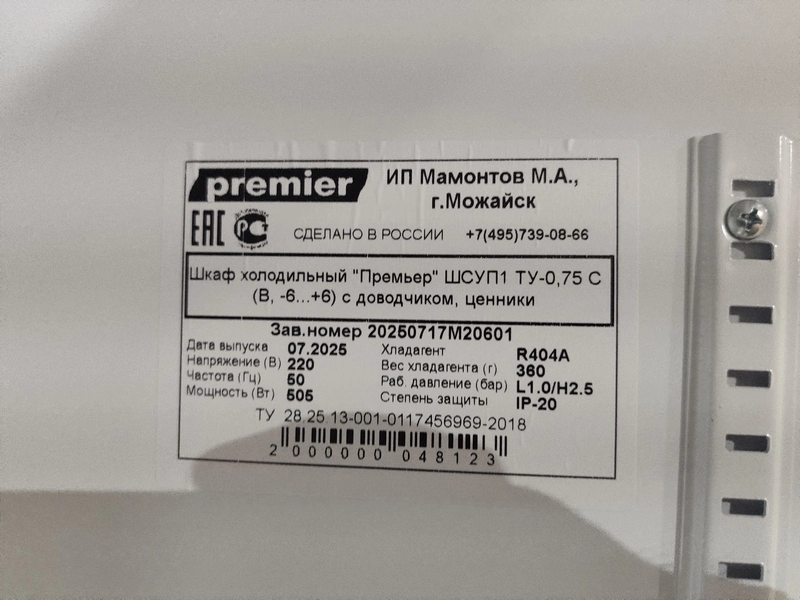 premier
ИП Мамонтов М.А.,
г.Можайск
ЕАС РСТ СДЕЛАНО В РОССИИ +7(495)739-08-66
Шкаф холодильный "Премьер" ШСУП1 ТУ-0,75 С
(В, -6...+6) с доводчиком, ценники
Зав.номер 20250717М20601
Дата выпуска 07.2025 Хладагент R404A
Напряжение (В) 220 Вес хладагента (г) 360
Частота (Гц) 50 Раб. давление (бар) L1.0/H2.5
Мощность (Вт) 505 Степень защиты IP-20
ТУ 28.25.13-001-0117456969-2018
2 000000 048123